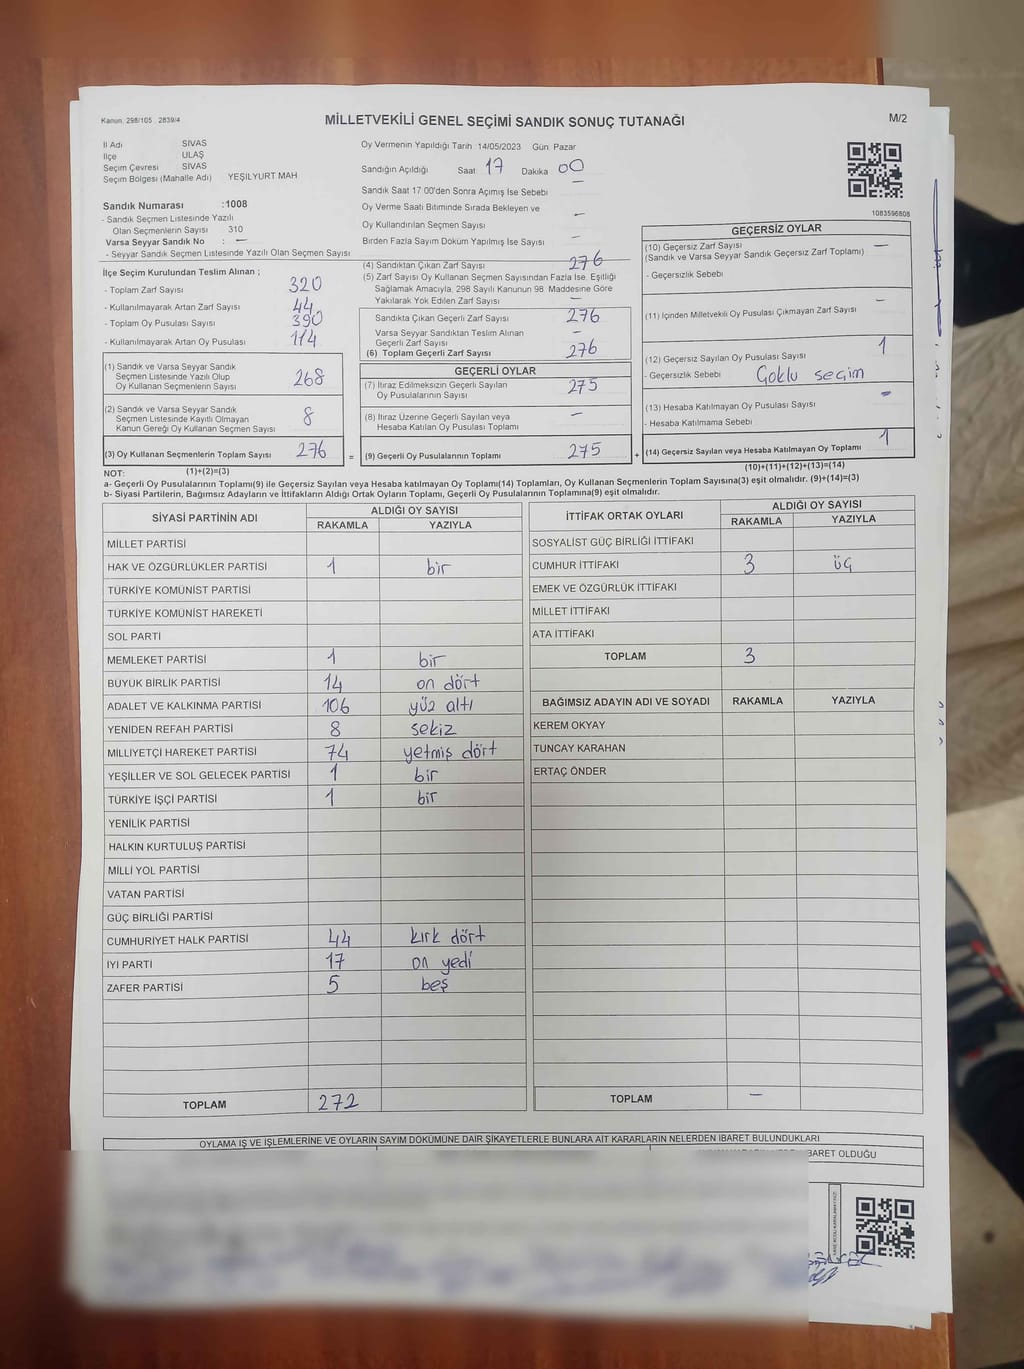 Kanun. 298/105 2839/4
MİLLETVEKİLİ GENEL SEÇİMİ SANDIK SONUÇ TUTANAĞI
M/2
İl Adı SİVAS
İlçe ULAŞ
Seçim Çevresi SİVAS
Seçim Bölgesi (Mahalle Adı) YEŞİLYURT MAH
Sandık Numarası :1008
- Sandık Seçmen Listesinde Yazılı
Olan Seçmenlerin Sayısı 310
Varsa Seyyar Sandık No : —
- Seyyar Sandık Seçmen Listesinde Yazılı Olan Seçmen Sayısı
Oy Vermenin Yapıldığı Tarih 14/05/2023 Gün Pazar
Sandığın Açıldığı Saat 17 Dakika 00
Sandık Saat 17 00'den Sonra Açımış İse Sebebi —
Oy Verme Saati Bitiminde Sırada Bekleyen ve
Oy Kullandırılan Seçmen Sayısı —
Birden Fazla Sayım Döküm Yapılmış İse Sayısı —
1083596808
İlçe Seçim Kurulundan Teslim Alınan ;
- Toplam Zarf Sayısı 320
- Kullanılmayarak Artan Zarf Sayısı 44
- Toplam Oy Pusulası Sayısı 390
- Kullanılmayarak Artan Oy Pusulası 114
(1) Sandık ve Varsa Seyyar Sandık
Seçmen Listesinde Yazılı Olup
Oy Kullanan Seçmenlerin Sayısı 268
(2) Sandık ve Varsa Seyyar Sandık
Seçmen Listesinde Kayıtlı Olmayan
Kanun Gereği Oy Kullanan Seçmen Sayısı 8
(3) Oy Kullanan Seçmenlerin Toplam Sayısı 276
(4) Sandıktan Çıkan Zarf Sayısı 276
(5) Zarf Sayısı Oy Kullanan Seçmen Sayısından Fazla İse, Eşitliği
Sağlamak Amacıyla, 298 Sayılı Kanunun 98 Maddesine Göre
Yakılarak Yok Edilen Zarf Sayısı —
Sandıkta Çıkan Geçerli Zarf Sayısı 276
Varsa Seyyar Sandıktan Teslim Alınan
Geçerli Zarf Sayısı —
(6) Toplam Geçerli Zarf Sayısı 276
GEÇERLİ OYLAR
(7) İtiraz Edilmeksizin Geçerli Sayılan
Oy Pusulalarının Sayısı 275
(8) İtiraz Üzerine Geçerli Sayılan veya
Hesaba Katılan Oy Pusulası Toplamı —
= (9) Geçerli Oy Pusulalarının Toplamı 275 +
GEÇERSİZ OYLAR
(10) Geçersiz Zarf Sayısı —
(Sandık ve Varsa Seyyar Sandık Geçersiz Zarf Toplamı)
- Geçersizlik Sebebi
(11) İçinden Milletvekili Oy Pusulası Çıkmayan Zarf Sayısı —
(12) Geçersiz Sayılan Oy Pusulası Sayısı 1
- Geçersizlik Sebebi Çoklu seçim
(13) Hesaba Katılmayan Oy Pusulası Sayısı —
- Hesaba Katılmama Sebebi
(14) Geçersiz Sayılan veya Hesaba Katılmayan Oy Toplamı 1
NOT: (1)+(2)=(3) (10)+(11)+(12)+(13)=(14)
a- Geçerli Oy Pusulalarının Toplamı(9) ile Geçersiz Sayılan veya Hesaba katılmayan Oy Toplamı(14) Toplamları, Oy Kullanan Seçmenlerin Toplam Sayısına(3) eşit olmalıdır. (9)+(14)=(3)
b- Siyasi Partilerin, Bağımsız Adayların ve İttifakların Aldığı Ortak Oyların Toplamı, Geçerli Oy Pusulalarının Toplamına(9) eşit olmalıdır.
SİYASİ PARTİNİN ADI ALDIĞI OY SAYISI
RAKAMLA YAZIYLA
MİLLET PARTİSİ
HAK VE ÖZGÜRLÜKLER PARTİSİ 1 bir
TÜRKİYE KOMÜNİST PARTİSİ
TÜRKİYE KOMÜNİST HAREKETİ
SOL PARTİ
MEMLEKET PARTİSİ 1 bir
BÜYÜK BİRLİK PARTİSİ 14 on dört
ADALET VE KALKINMA PARTİSİ 106 yüz altı
YENİDEN REFAH PARTİSİ 8 sekiz
MİLLİYETÇİ HAREKET PARTİSİ 74 yetmiş dört
YEŞİLLER VE SOL GELECEK PARTİSİ 1 bir
TÜRKİYE İŞÇİ PARTİSİ 1 bir
YENİLİK PARTİSİ
HALKIN KURTULUŞ PARTİSİ
MİLLİ YOL PARTİSİ
VATAN PARTİSİ
GÜÇ BİRLİĞİ PARTİSİ
CUMHURİYET HALK PARTİSİ 44 kırk dört
İYİ PARTİ 17 on yedi
ZAFER PARTİSİ 5 beş
TOPLAM 272
İTTİFAK ORTAK OYLARI ALDIĞI OY SAYISI
RAKAMLA YAZIYLA
SOSYALİST GÜÇ BİRLİĞİ İTTİFAKI
CUMHUR İTTİFAKI 3 üç
EMEK VE ÖZGÜRLÜK İTTİFAKI
MİLLET İTTİFAKI
ATA İTTİFAKI
TOPLAM 3
BAĞIMSIZ ADAYIN ADI VE SOYADI RAKAMLA YAZIYLA
KEREM OKYAY
TUNCAY KARAHAN
ERTAÇ ÖNDER
TOPLAM —
OYLAMA İŞ VE İŞLEMLERİNE VE OYLARIN SAYIM DÖKÜMÜNE DAİR ŞİKAYETLERLE BUNLARA AİT KARARLARIN NELERDEN İBARET BULUNDUKLARI
BARET OLDUĞU